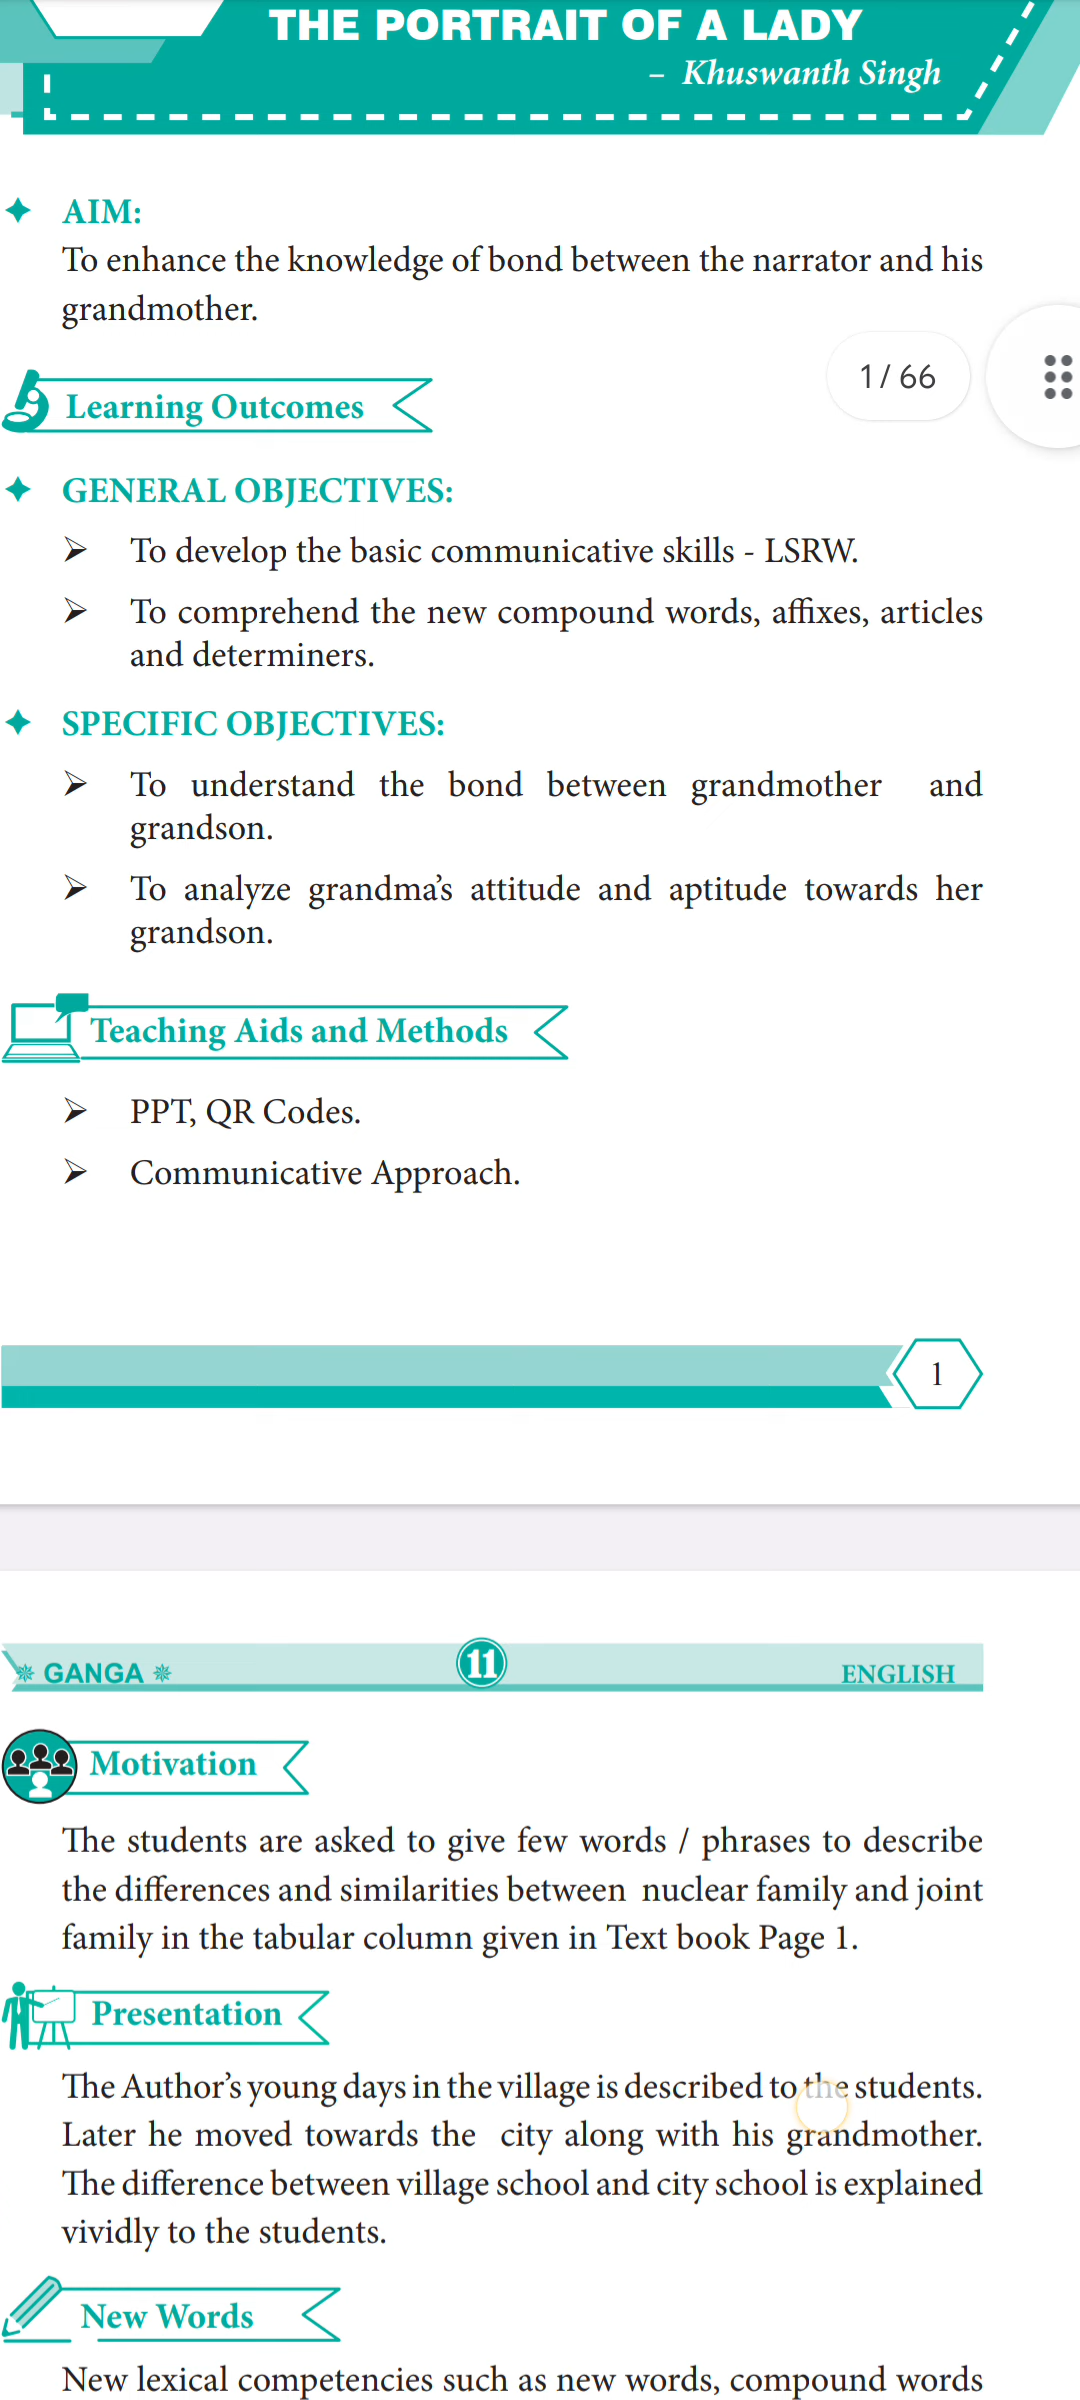 THE PORTRAIT OF A LADY
– Khuswanth Singh
AIM:
To enhance the knowledge of bond between the narrator and his
grandmother.
1 / 66
Learning Outcomes
GENERAL OBJECTIVES:
To develop the basic communicative skills - LSRW.
To comprehend the new compound words, affixes, articles
and determiners.
SPECIFIC OBJECTIVES:
To understand the bond between grandmother and
grandson.
To analyze grandma's attitude and aptitude towards her
grandson.
Teaching Aids and Methods
PPT, QR Codes.
Communicative Approach.
1
GANGA
11
ENGLISH
Motivation
The students are asked to give few words / phrases to describe
the differences and similarities between nuclear family and joint
family in the tabular column given in Text book Page 1.
Presentation
The Author's young days in the village is described to the students.
Later he moved towards the city along with his grandmother.
The difference between village school and city school is explained
vividly to the students.
New Words
New lexical competencies such as new words, compound words